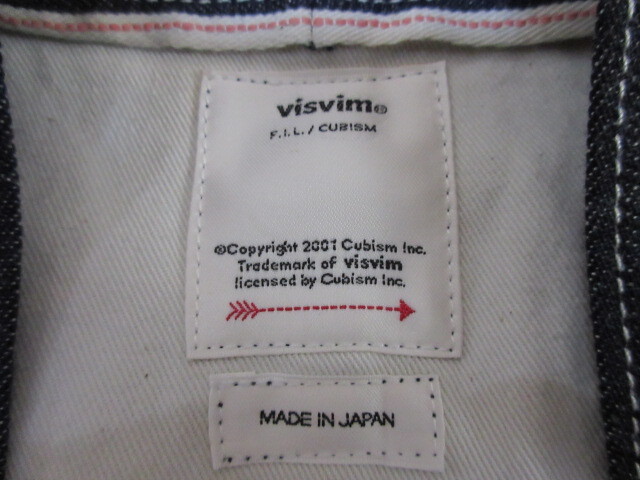 visvim®
F.I.L. / CUBISM
©Copyright 2001 Cubism Inc.
Trademark of visvim
licensed by Cubism Inc.
MADE IN JAPAN